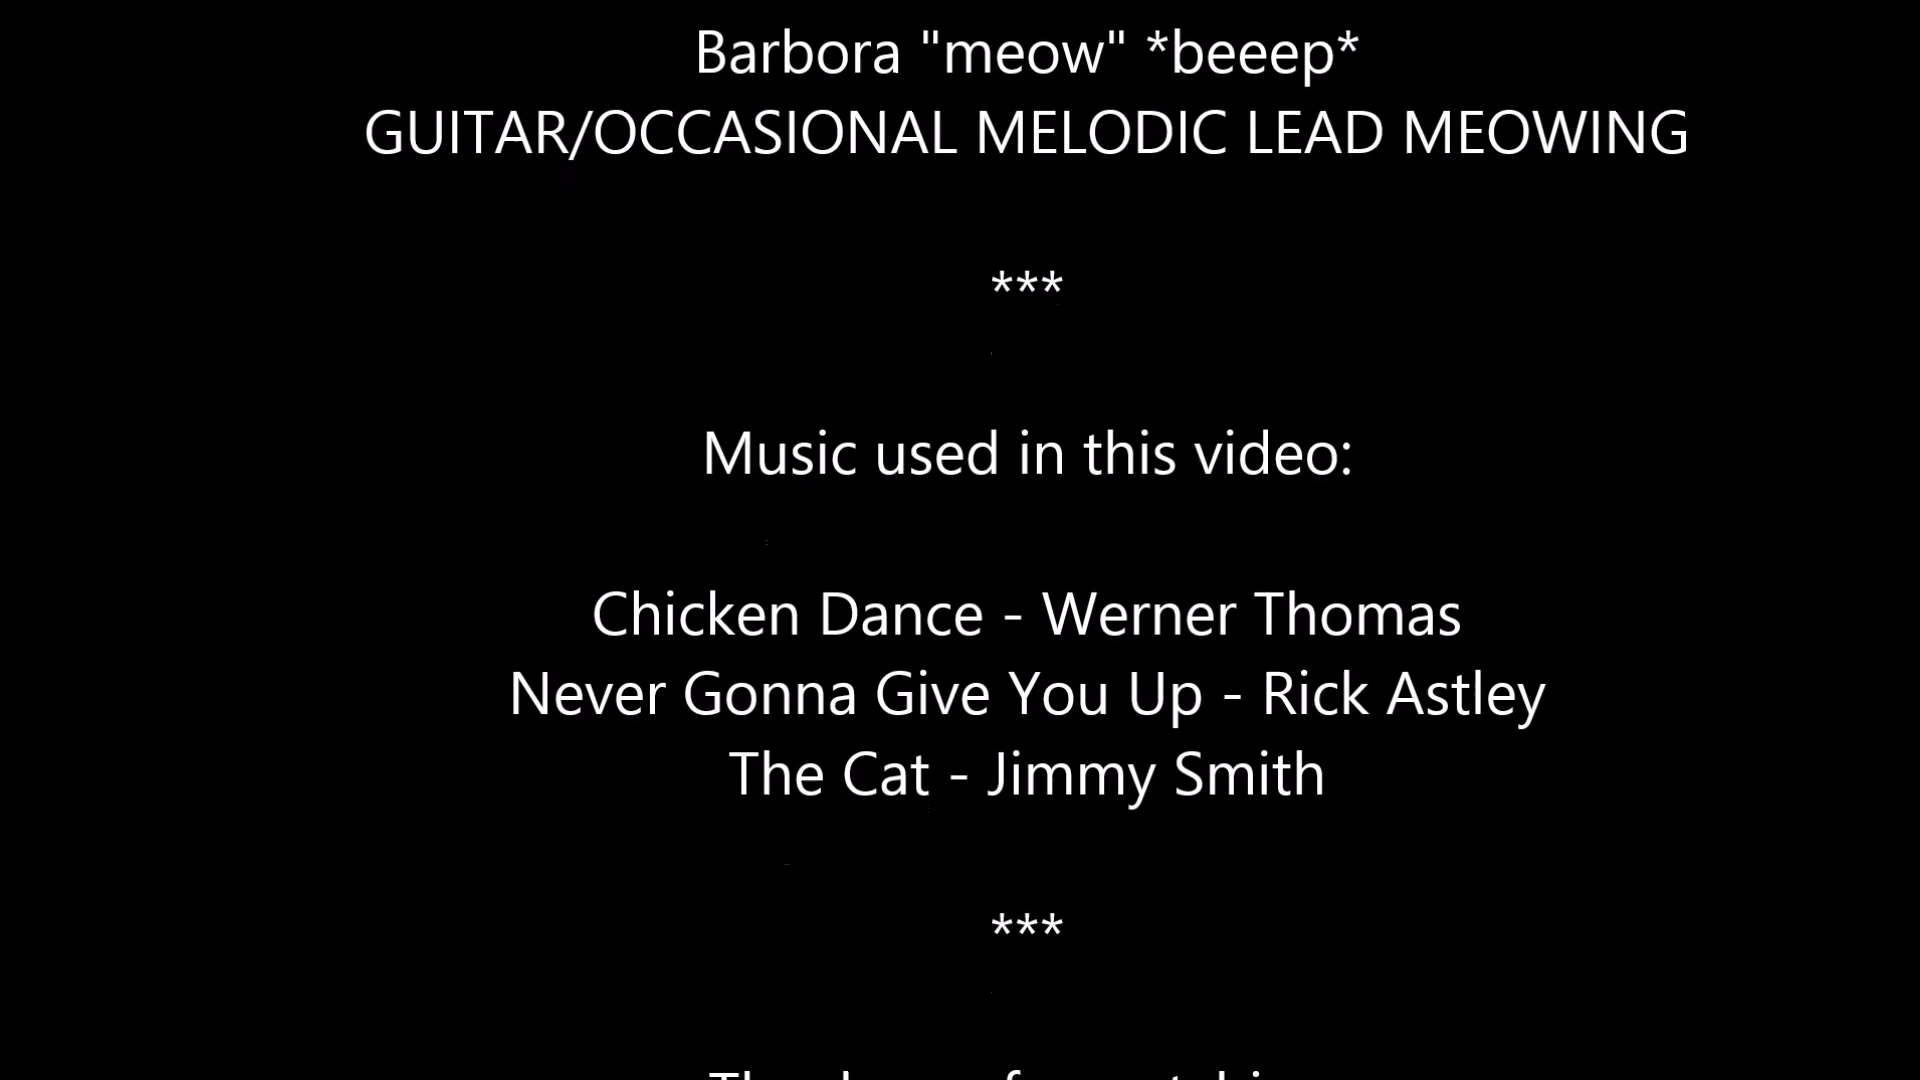 Barbora "meow" *beeep*
GUITAR/OCCASIONAL MELODIC LEAD MEOWING
***
Music used in this video:
Chicken Dance - Werner Thomas
Never Gonna Give You Up - Rick Astley
The Cat - Jimmy Smith
***